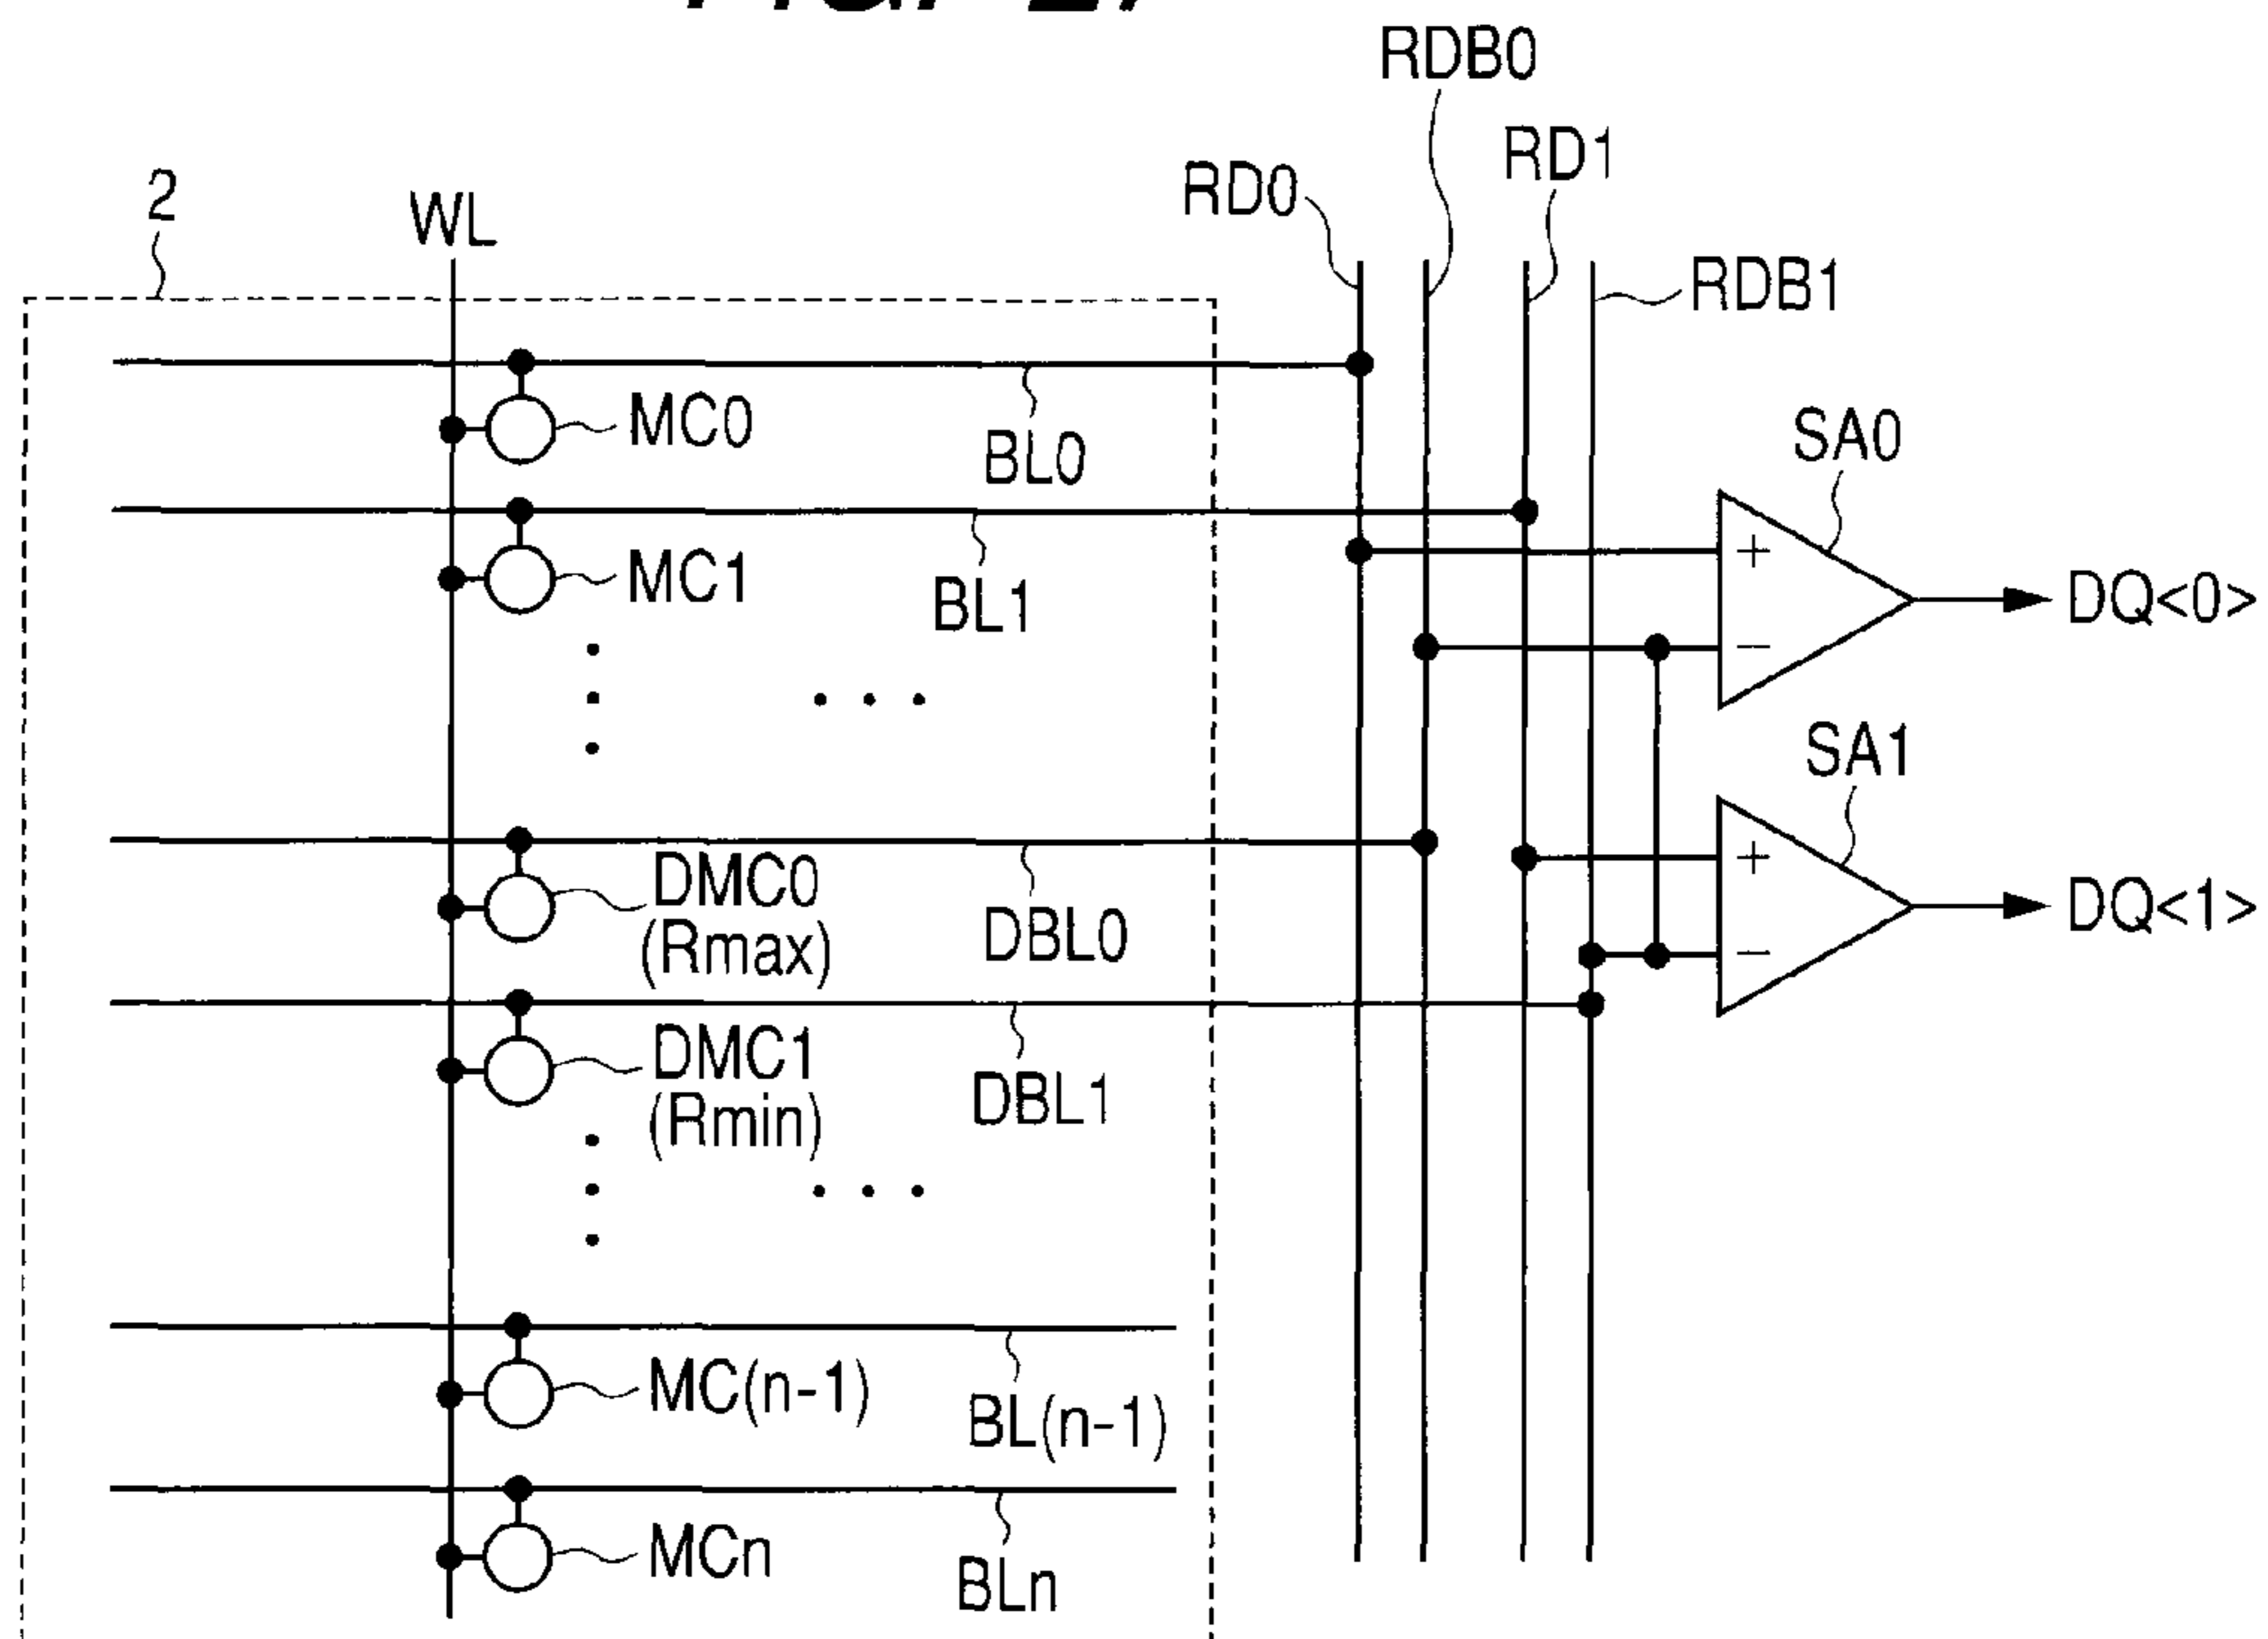 RDB0
RD1
RD0
2
WL
RDB1
MC0
BL0
SA0
MC1
BL1
+
DQ<0>
−
SA1
DMC0
(Rmax)
DBL0
+
DQ<1>
−
DMC1
(Rmin)
DBL1
MC(n-1)
BL(n-1)
MCn
BLn